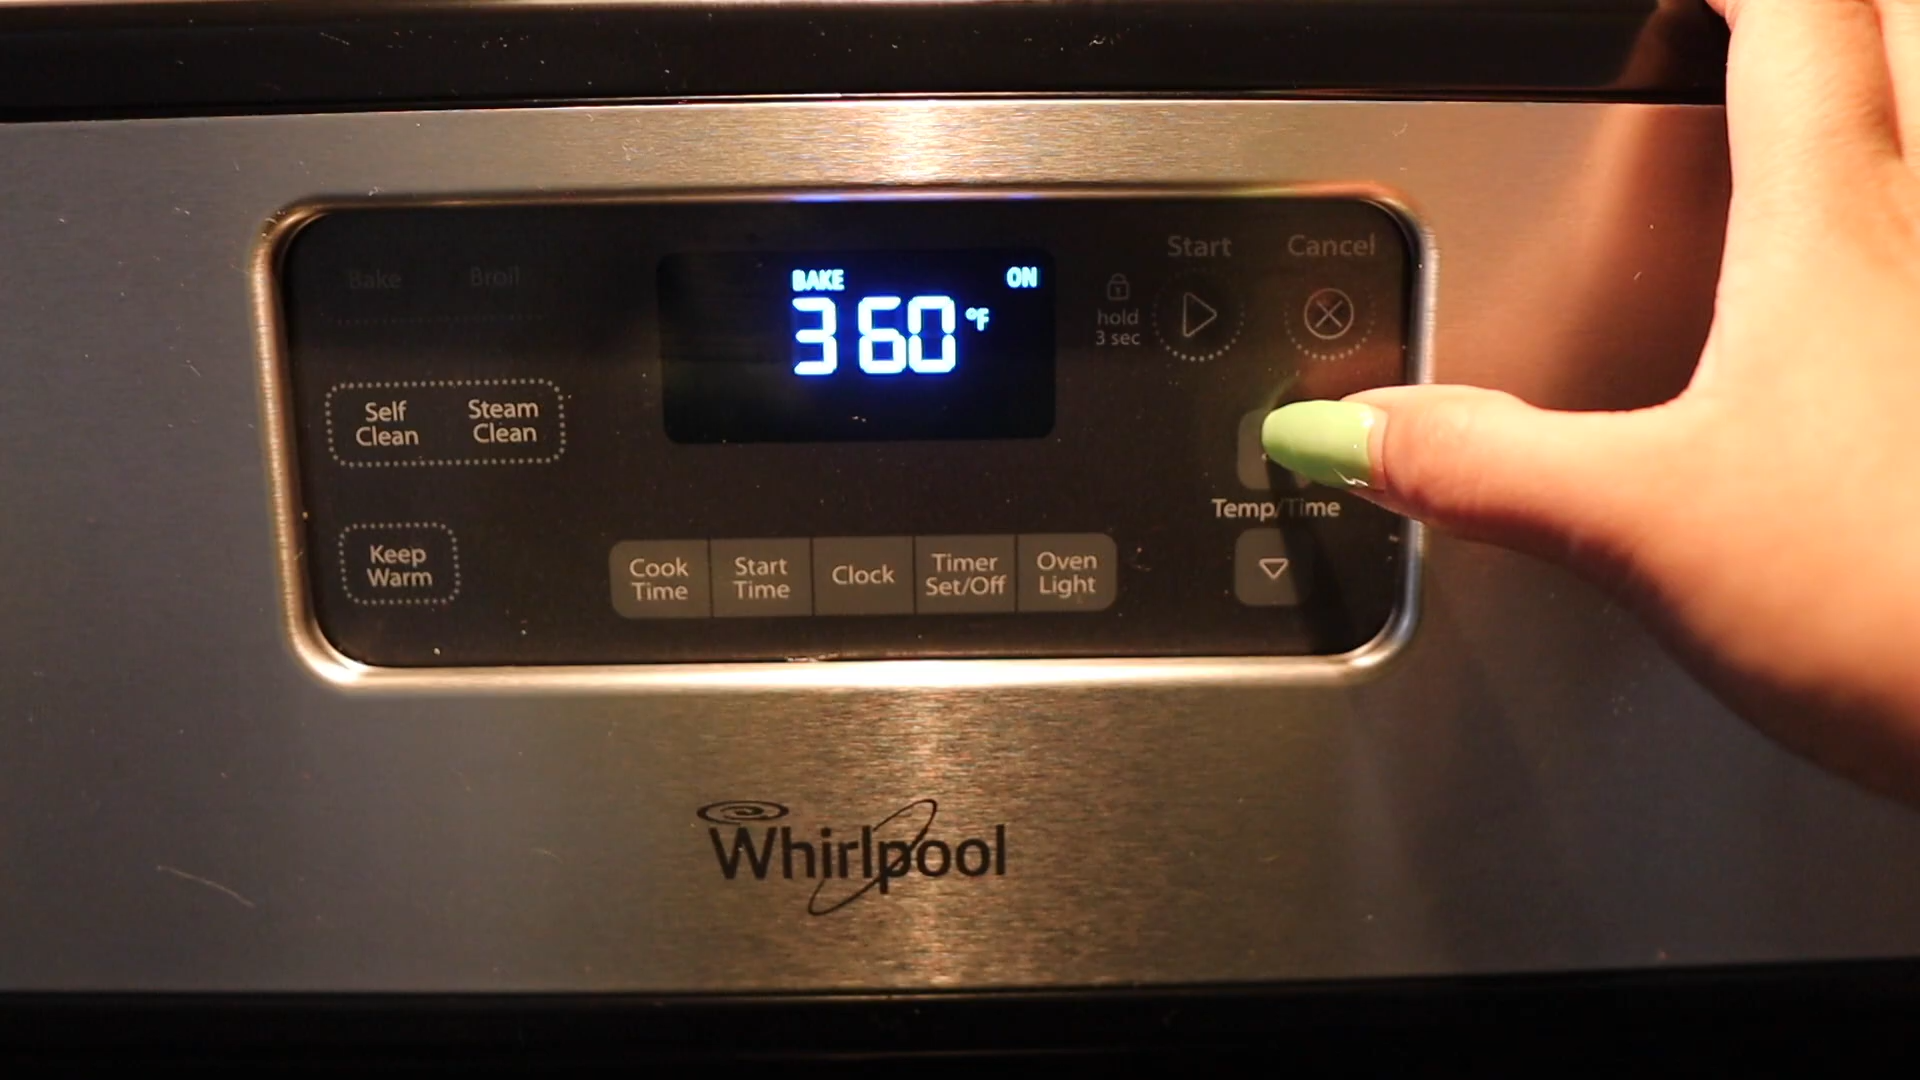 Bake
Broil
BAKE
ON
360°F
Start
Cancel
hold
3 sec
Self
Clean
Steam
Clean
Temp/Time
Keep
Warm
Cook
Time
Start
Time
Clock
Timer
Set/Off
Oven
Light
Whirlpool